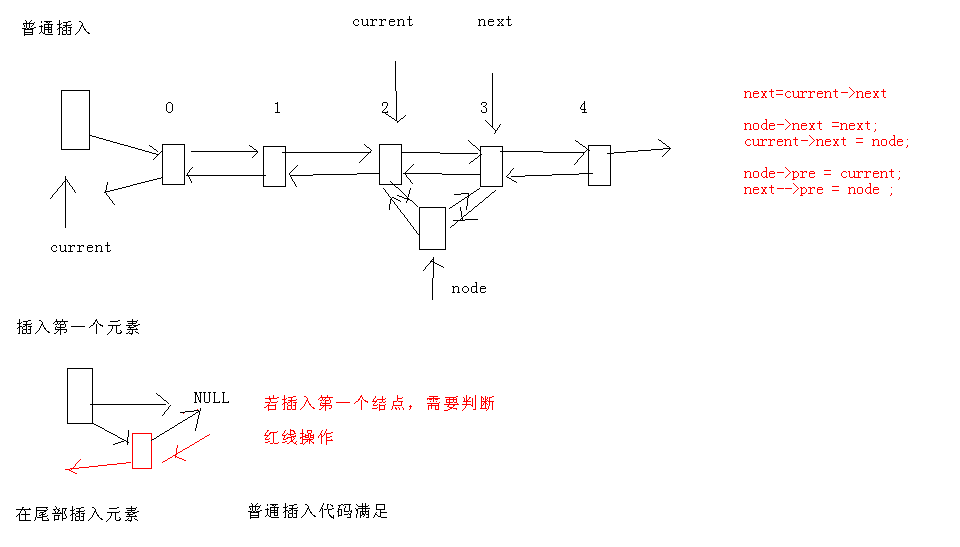 普通插入
current next
0 1 2 3 4
next=current->next
node->next =next;
current->next = node;
node->pre = current;
next-->pre = node ;
current
node
插入第一个元素
NULL
若插入第一个结点，需要判断
红线操作
在尾部插入元素
普通插入代码满足